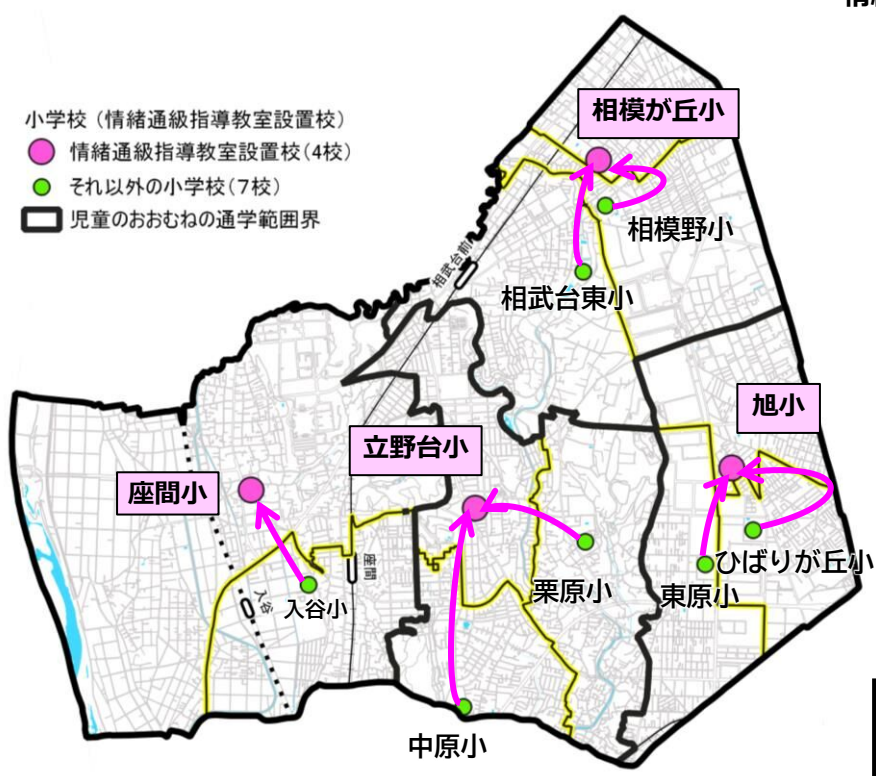 小学校（情緒通級指導教室設置校）
情緒通級指導教室設置校（4校）
それ以外の小学校（7校）
児童のおおむねの通学範囲界
相模が丘小
相模野小
相武台前
相武台東小
旭小
立野台小
座間小
座間
ひばりが丘小
栗原小
東原小
入谷
入谷小
中原小